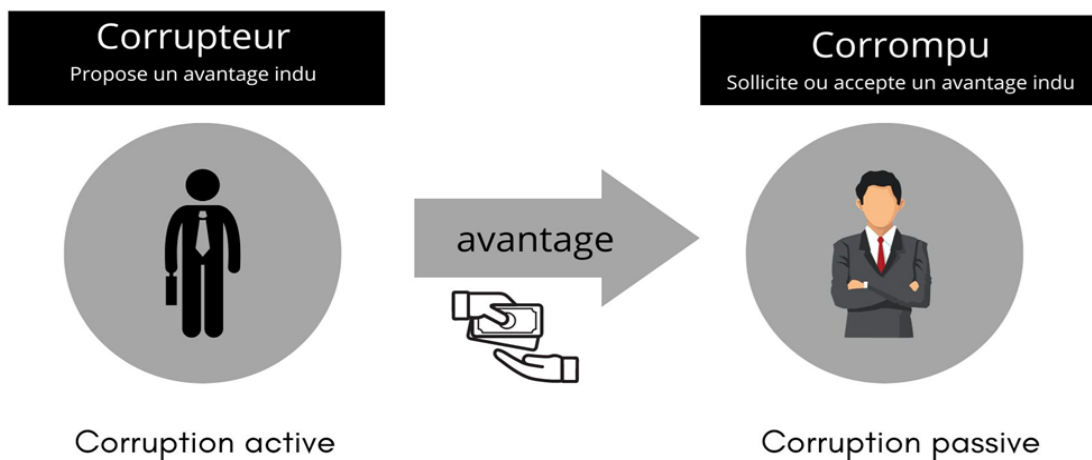 Corrupteur
Propose un avantage indu
Corrompu
Sollicite ou accepte un avantage indu
avantage
Corruption active
Corruption passive